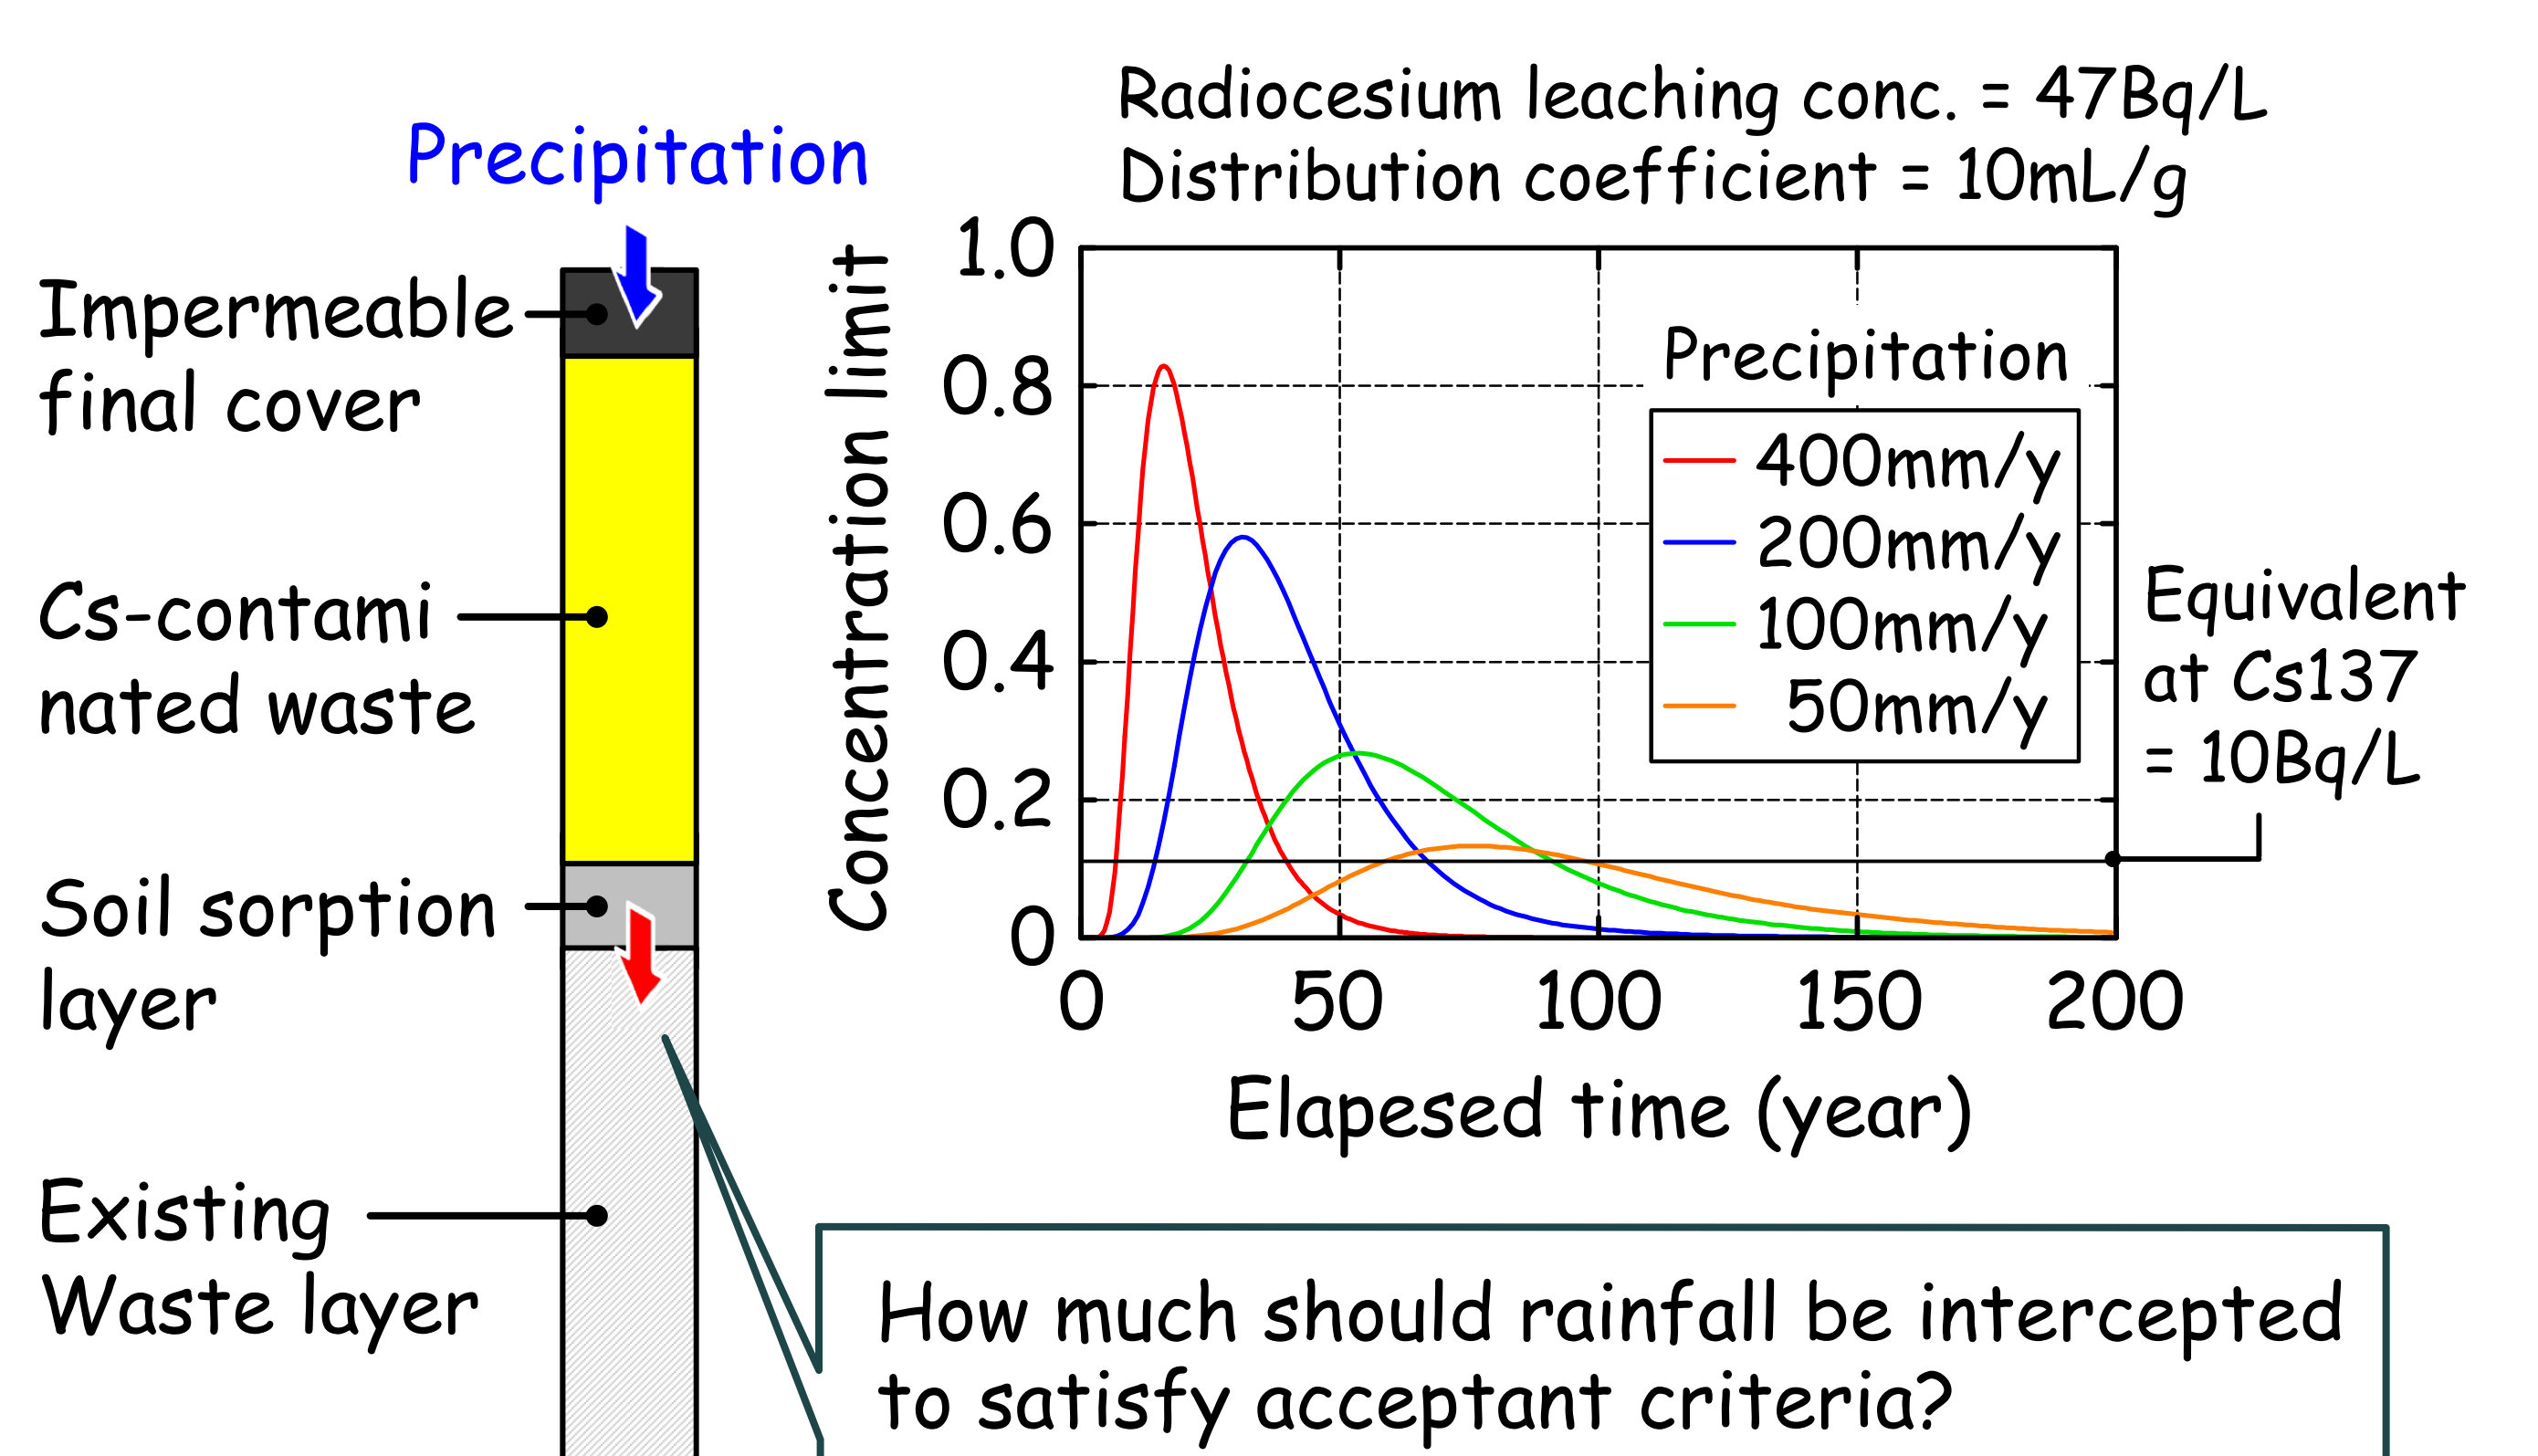 Precipitation
Impermeable
final cover
Cs-contami
nated waste
Soil sorption
layer
Existing
Waste layer
Radiocesium leaching conc. = 47Bq/L
Distribution coefficient = 10mL/g
Concentration limit
1.0
0.8
0.6
0.4
0.2
0
0 50 100 150 200
Elapesed time (year)
Precipitation
400mm/y
200mm/y
100mm/y
50mm/y
Equivalent
at Cs137
= 10Bq/L
How much should rainfall be intercepted
to satisfy acceptant criteria?